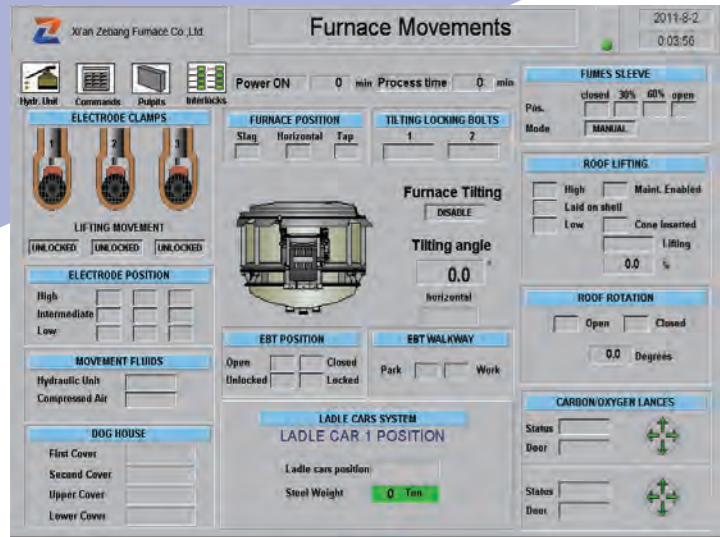 Xi'an Zebang Furnace Co.,Ltd
Furnace Movements
2011-8-2
0:03:56
Hydr. Unit Commands Pulpits Interlocks
Power ON 0 min Process time 0 min
ELECTRODE CLAMPS
1 2 3
LIFTING MOVEMENT
UNLOCKED UNLOCKED UNLOCKED
ELECTRODE POSITION
High
Intermediate
Low
MOVEMENT FLUIDS
Hydraulic Unit
Compressed Air
DOG HOUSE
First Cover
Second Cover
Upper Cover
Lower Cover
FURNACE POSITION
Slag Horizontal Tap
TILTING LOCKING BOLTS
1 2
Furnace Tilting
DISABLE
Tilting angle
0.0 °
horizontal
EBT POSITION
Open Closed
Unlocked Locked
EBT WALKWAY
Park Work
LADLE CARS SYSTEM
LADLE CAR 1 POSITION
Ladle cars position
Steel Weight 0 Ton
FUMES SLEEVE
closed 30% 60% open
Pos.
Mode MANUAL
ROOF LIFTING
High Maint. Enabled
Laid on shell
Low Cone Inserted
Lifting
0.0 %
ROOF ROTATION
Open Closed
0.0 Degrees
CARBON/OXYGEN LANCES
Status
Door
Status
Door